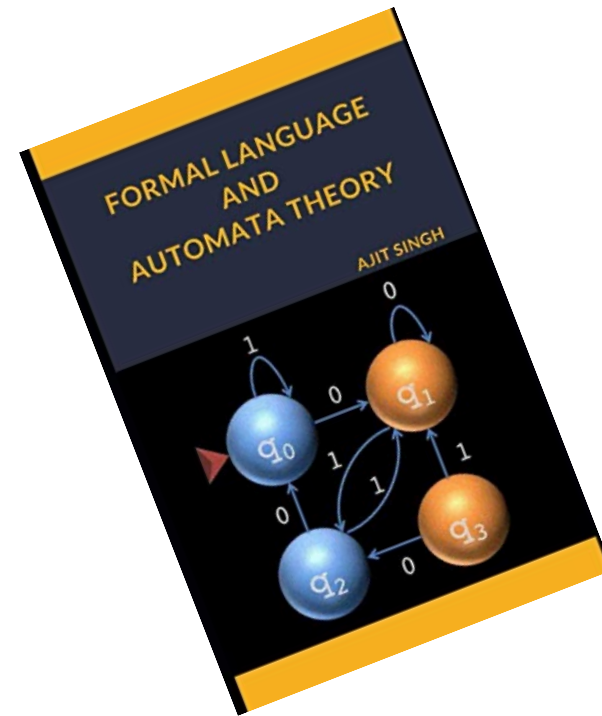 FORMAL LANGUAGE
AND
AUTOMATA THEORY
AJIT SINGH
0
1
q1
0
q0
1
1
1
0
q3
q2
0